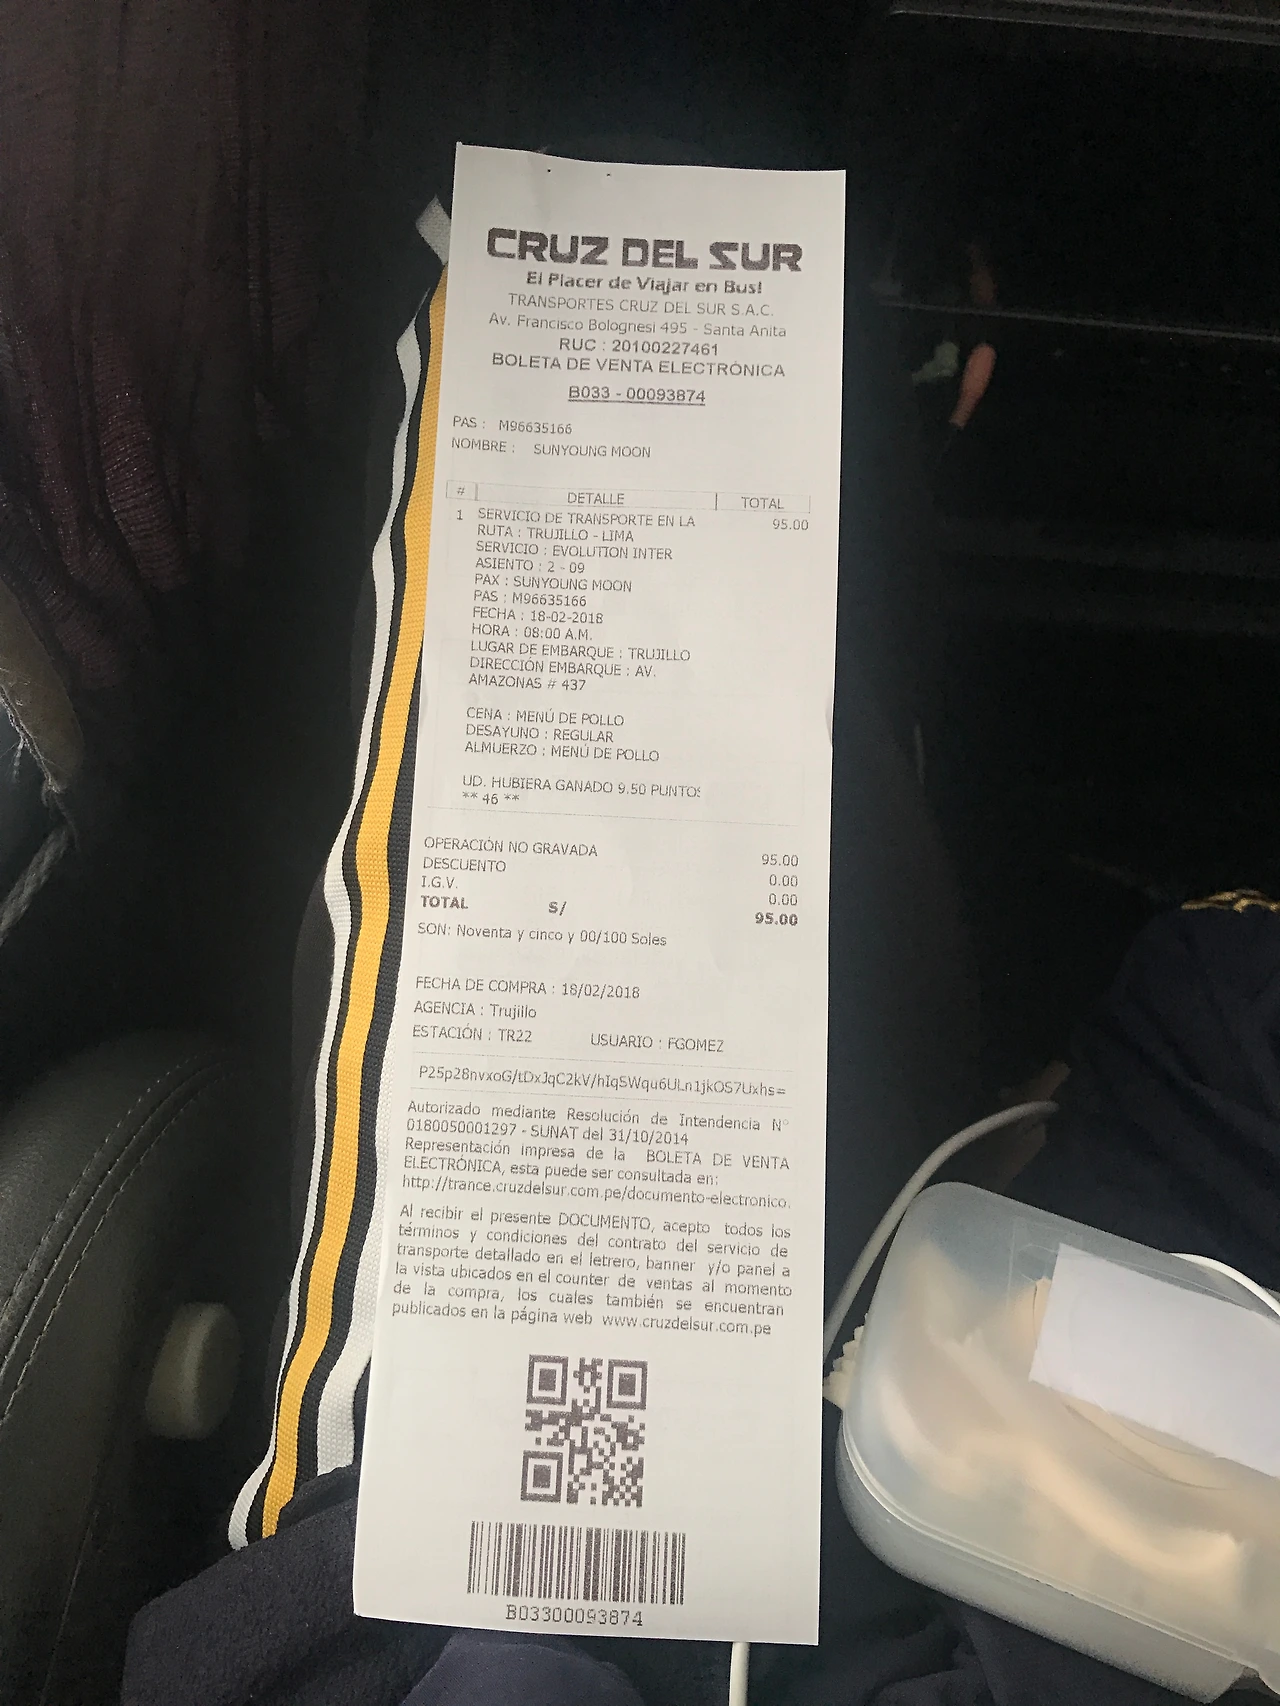 CRUZ DEL SUR
El Placer de Viajar en Bus!
TRANSPORTES CRUZ DEL SUR S.A.C.
Av. Francisco Bolognesi 495 - Santa Anita
RUC : 20100227461
BOLETA DE VENTA ELECTRÓNICA
B033 - 00093874
PAS : M96635166
NOMBRE : SUNYOUNG MOON
# DETALLE TOTAL
1 SERVICIO DE TRANSPORTE EN LA 95.00
RUTA : TRUJILLO - LIMA
SERVICIO : EVOLUTION INTER
ASIENTO : 2 - 09
PAX : SUNYOUNG MOON
PAS : M96635166
FECHA : 18-02-2018
HORA : 08:00 A.M.
LUGAR DE EMBARQUE : TRUJILLO
DIRECCIÓN EMBARQUE : AV.
AMAZONAS # 437
CENA : MENÚ DE POLLO
DESAYUNO : REGULAR
ALMUERZO : MENÚ DE POLLO
UD. HUBIERA GANADO 9.50 PUNTOS
** 46 **
OPERACIÓN NO GRAVADA 95.00
DESCUENTO 0.00
I.G.V. 0.00
TOTAL S/ 95.00
SON: Noventa y cinco y 00/100 Soles
FECHA DE COMPRA : 18/02/2018
AGENCIA : Trujillo
ESTACIÓN : TR22 USUARIO : FGOMEZ
P25p28nvxoG/tDxJqC2kV/hIqSWqu6ULn1jkOS7Uxhs=
Autorizado mediante Resolución de Intendencia N°
0180050001297 - SUNAT del 31/10/2014
Representación impresa de la BOLETA DE VENTA
ELECTRÓNICA, esta puede ser consultada en:
http://trance.cruzdelsur.com.pe/documento-electronico.
Al recibir el presente DOCUMENTO, acepto todos los
términos y condiciones del contrato del servicio de
transporte detallado en el letrero, banner y/o panel a
la vista ubicados en el counter de ventas al momento
de la compra, los cuales también se encuentran
publicados en la página web www.cruzdelsur.com.pe
B03300093874